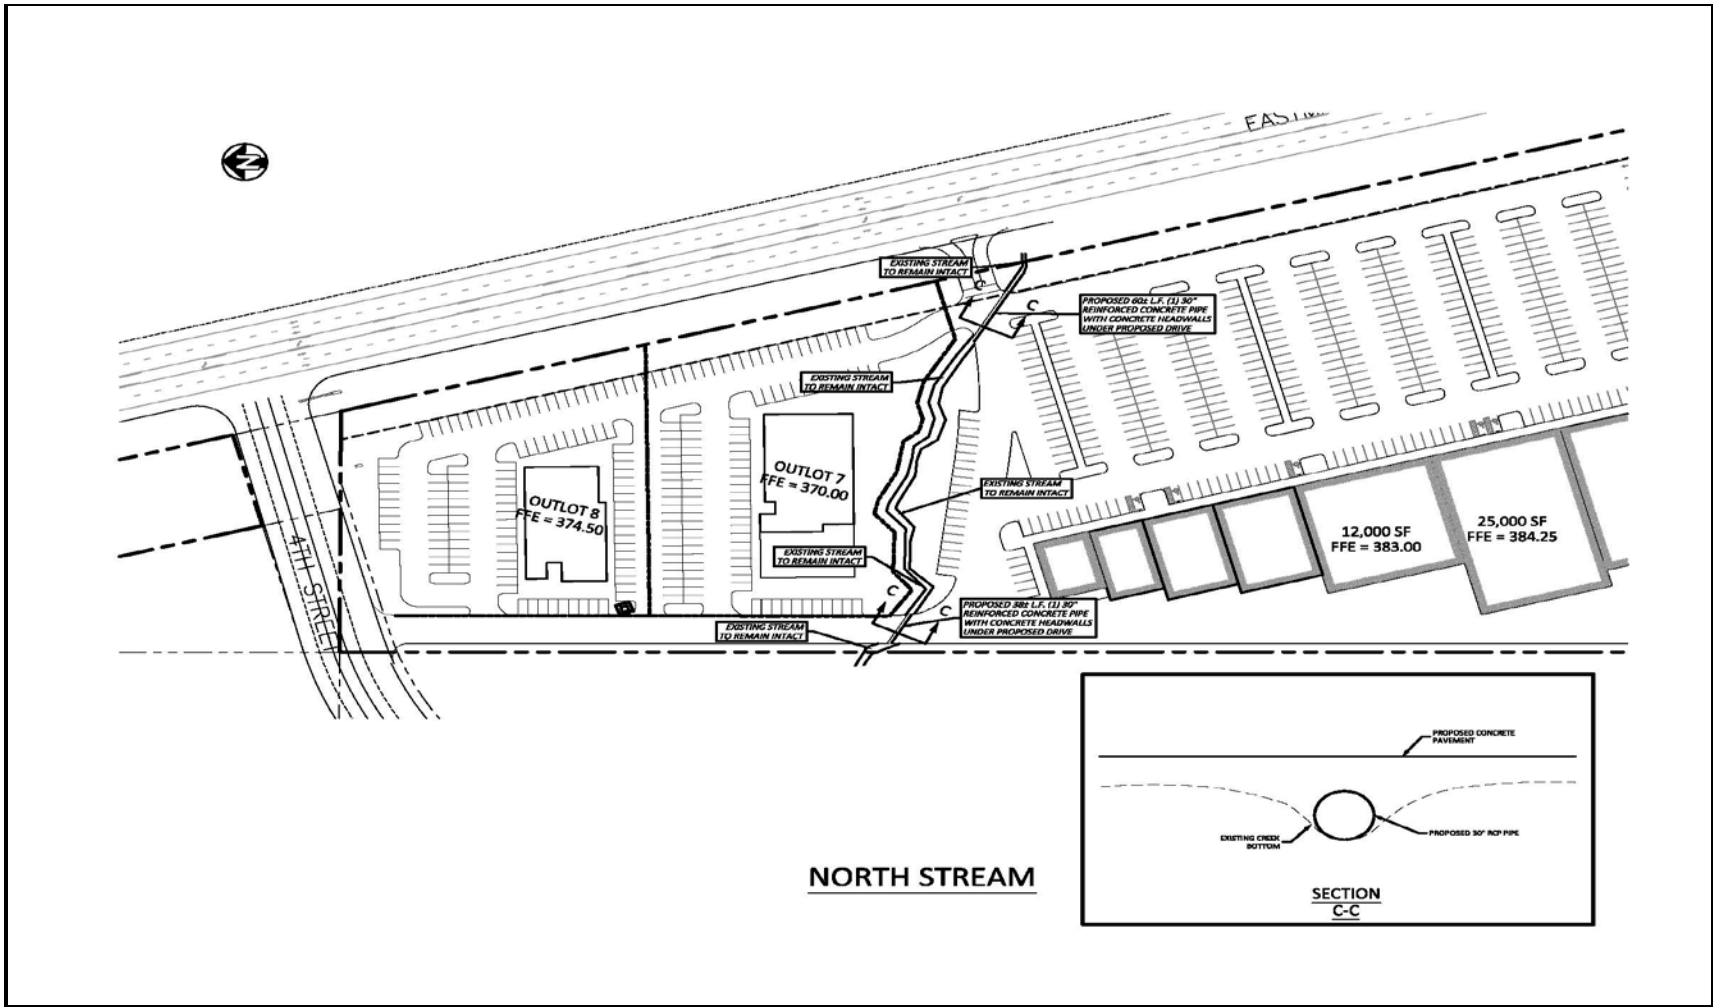 EASTM
N
EXISTING STREAM
TO REMAIN INTACT
C
C
PROPOSED 60± L.F. (1) 30"
REINFORCED CONCRETE PIPE
WITH CONCRETE HEADWALLS
UNDER PROPOSED DRIVE
EXISTING STREAM
TO REMAIN INTACT
OUTLOT 7
FFE = 370.00
OUTLOT 8
FFE = 374.50
EXISTING STREAM
TO REMAIN INTACT
12,000 SF
FFE = 383.00
25,000 SF
FFE = 384.25
4TH STREET
EXISTING STREAM
TO REMAIN INTACT
C
C
PROPOSED 38± L.F. (1) 30"
REINFORCED CONCRETE PIPE
WITH CONCRETE HEADWALLS
UNDER PROPOSED DRIVE
EXISTING STREAM
TO REMAIN INTACT
PROPOSED CONCRETE
PAVEMENT
EXISTING CREEK
BOTTOM
PROPOSED 30" RCP PIPE
NORTH STREAM
SECTION
C-C